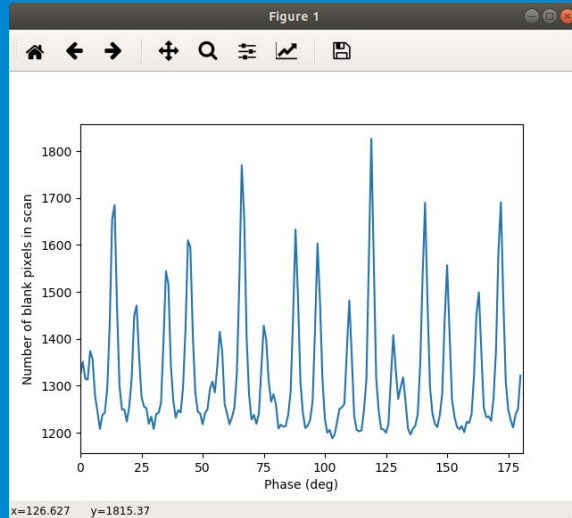 Figure 1
Number of blank pixels in scan
1800
1700
1600
1500
1400
1300
1200
0 25 50 75 100 125 150 175
Phase (deg)
x=126.627 y=1815.37